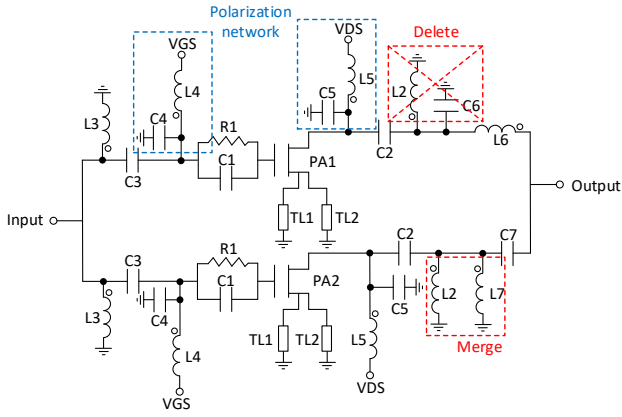 Polarization
network
Delete
VGS
VDS
L4
L5
L2
L3
C4
C5
C6
R1
C2
L6
C3
C1
PA1
TL1
TL2
Output
Input
C3
R1
C2
C7
C1
PA2
L3
C4
C5
L2
L7
L4
TL1
TL2
L5
Merge
VGS
VDS